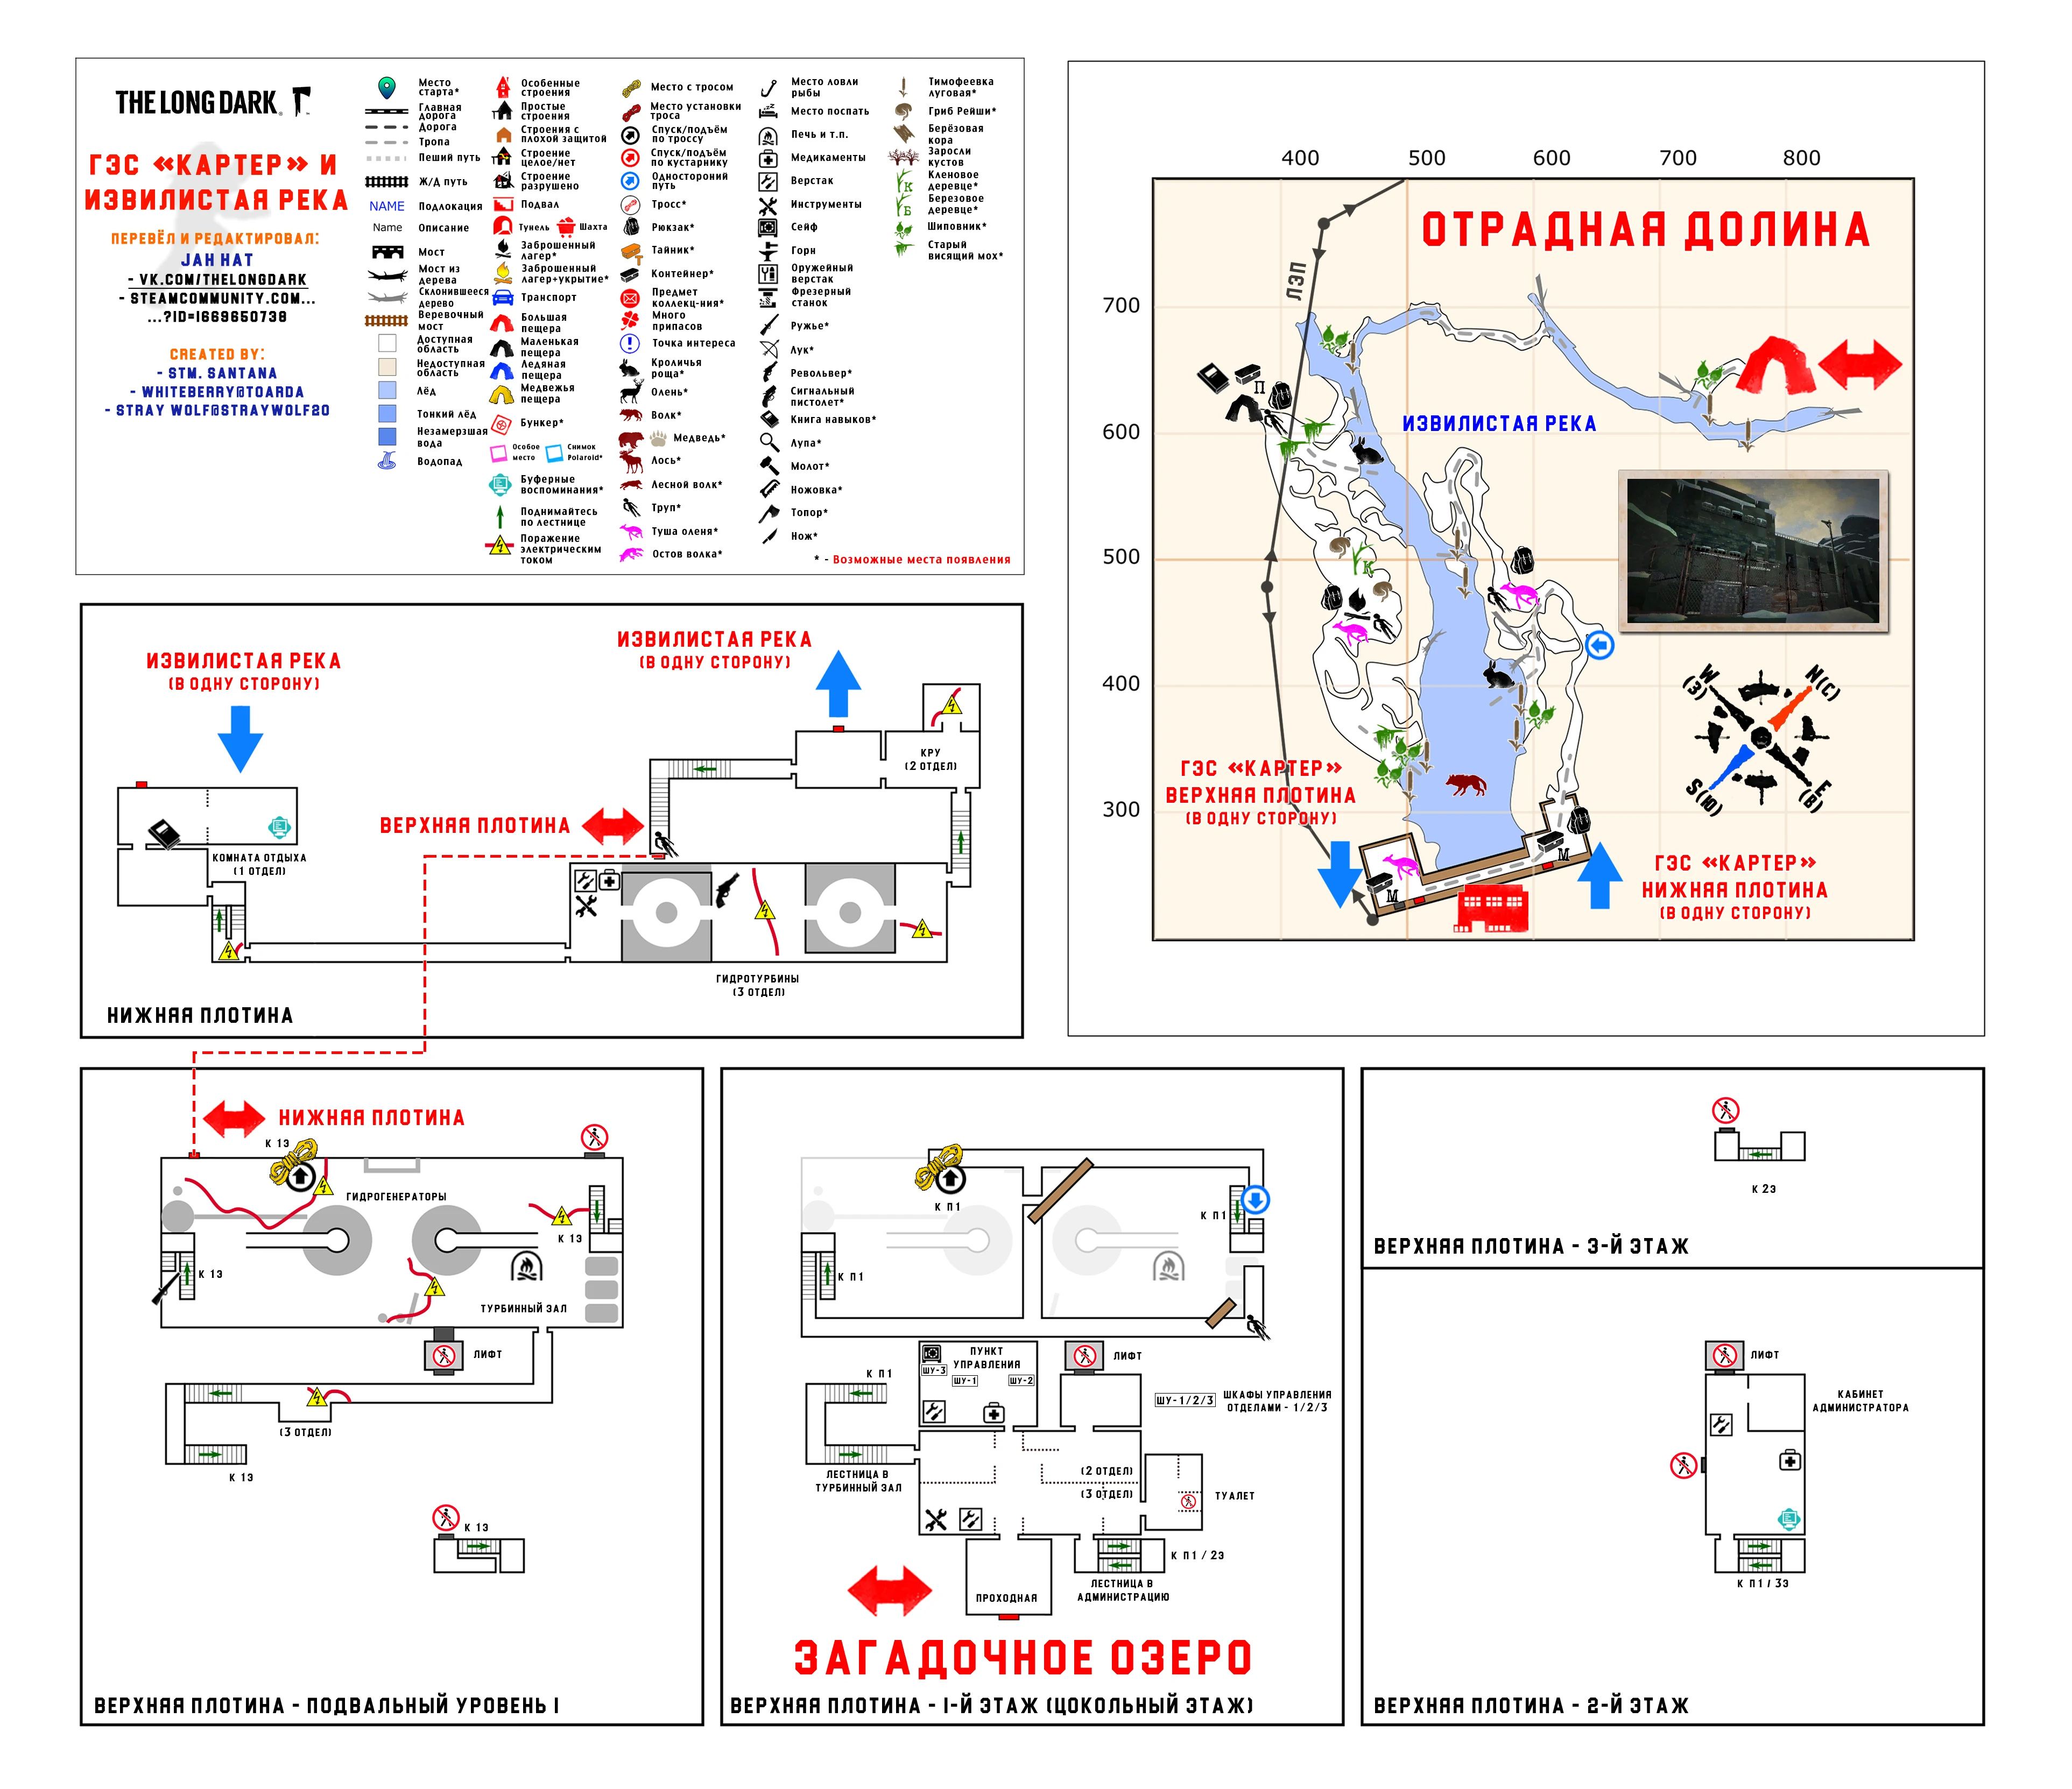 THE LONG DARK
ГЭС «КАРТЕР» И
ИЗВИЛИСТАЯ РЕКА
ПЕРЕВЁЛ И РЕДАКТИРОВАЛ:
JAH HAT
- VK.COM/THELONGDARK
- STEAMCOMMUNITY.COM...
...?ID=1669650738
CREATED BY:
- STM. SANTANA
- WHITEBERRY@TOARDA
- STRAY WOLF@STRAYWOLF20
Место
старта*
Главная
дорога
Дорога
Тропа
Пеший путь
Ж/Д путь
NAME
Подлокация
Name
Описание
Мост
Мост из
дерева
Склонившееся
дерево
Веревочный
мост
Доступная
область
Недоступная
область
Лёд
Тонкий лёд
Незамерзшая
вода
Водопад
Особенные
строения
Простые
строения
Строения с
плохой защитой
Строение
целое/нет
Строение
разрушено
Подвал
Тунель
Шахта
Заброшенный
лагер*
Заброшенный
лагер+укрытие*
Транспорт
Большая
пещера
Маленькая
пещера
Ледяная
пещера
Медвежья
пещера
Бункер*
Особое
место
Снимок
Polaroid*
Буферные
воспоминания*
Поднимайтесь
по лестнице
Поражение
электрическим
током
Место с тросом
Место установки
троса
Спуск/подъём
по троссу
Спуск/подъём
по кустарнику
Одностороний
путь
Тросс*
Рюкзак*
Тайник*
Контейнер*
Предмет
коллекц-ния*
Много
припасов
Точка интереса
Кроличья
роща*
Олень*
Волк*
Медведь*
Лось*
Лесной волк*
Труп*
Туша оленя*
Остов волка*
Место ловли
рыбы
Место поспать
Печь и т.п.
Медикаменты
Верстак
Инструменты
Сейф
Горн
Оружейный
верстак
Фрезерный
станок
Ружье*
Лук*
Револьвер*
Сигнальный
пистолет*
Книга навыков*
Лупа*
Молот*
Ножовка*
Топор*
Нож*
Тимофеевка
луговая*
Гриб Рейши*
Берёзовая
кора
Заросли
кустов
К
Кленовое
деревце*
Б
Березовое
деревце*
Шиповник*
Старый
висящий мох*
* - Возможные места появления
400 500 600 700 800
ОТРАДНАЯ ДОЛИНА
ЛЭП
700
600
500
400
300
П
ИЗВИЛИСТАЯ РЕКА
К
W
(З)
N(С)
S(Ю)
E
(В)
ГЭС «КАРТЕР»
ВЕРХНЯЯ ПЛОТИНА
(В ОДНУ СТОРОНУ)
М
М
ГЭС «КАРТЕР»
НИЖНЯЯ ПЛОТИНА
(В ОДНУ СТОРОНУ)
ИЗВИЛИСТАЯ РЕКА
(В ОДНУ СТОРОНУ)
ИЗВИЛИСТАЯ РЕКА
(В ОДНУ СТОРОНУ)
КРУ
(2 ОТДЕЛ)
ВЕРХНЯЯ ПЛОТИНА
КОМНАТА ОТДЫХА
(1 ОТДЕЛ)
ГИДРОТУРБИНЫ
(3 ОТДЕЛ)
НИЖНЯЯ ПЛОТИНА
НИЖНЯЯ ПЛОТИНА
К 1Э
ГИДРОГЕНЕРАТОРЫ
К 1Э
К 1Э
ТУРБИННЫЙ ЗАЛ
ЛИФТ
(3 ОТДЕЛ)
К 1Э
К 1Э
ВЕРХНЯЯ ПЛОТИНА - ПОДВАЛЬНЫЙ УРОВЕНЬ 1
К П1
К П1
К П1
ПУНКТ
УПРАВЛЕНИЯ
ШУ-3
ШУ-1
ШУ-2
ЛИФТ
К П1
ШУ-1/2/3
ШКАФЫ УПРАВЛЕНИЯ
ОТДЕЛАМИ - 1/2/3
ЛЕСТНИЦА В
ТУРБИННЫЙ ЗАЛ
(2 ОТДЕЛ)
(3 ОТДЕЛ)
ТУАЛЕТ
К П1 / 2Э
ЛЕСТНИЦА В
АДМИНИСТРАЦИЮ
ПРОХОДНАЯ
ЗАГАДОЧНОЕ ОЗЕРО
ВЕРХНЯЯ ПЛОТИНА - 1-Й ЭТАЖ (ЦОКОЛЬНЫЙ ЭТАЖ)
К 2Э
ВЕРХНЯЯ ПЛОТИНА - 3-Й ЭТАЖ
ЛИФТ
КАБИНЕТ
АДМИНИСТРАТОРА
К П1 / 3Э
ВЕРХНЯЯ ПЛОТИНА - 2-Й ЭТАЖ